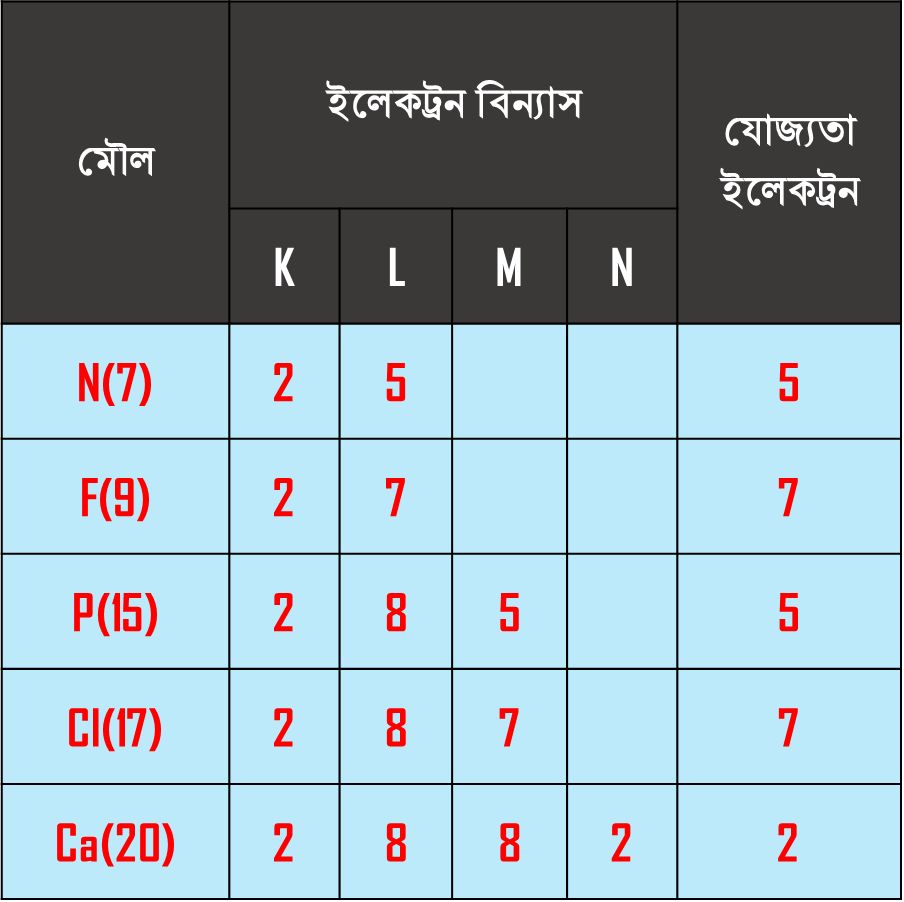 মৌল ইলেকট্রন বিন্যাস যোজ্যতা ইলেকট্রন
K L M N
N(7) 2 5 5
F(9) 2 7 7
P(15) 2 8 5 5
Cl(17) 2 8 7 7
Ca(20) 2 8 8 2 2